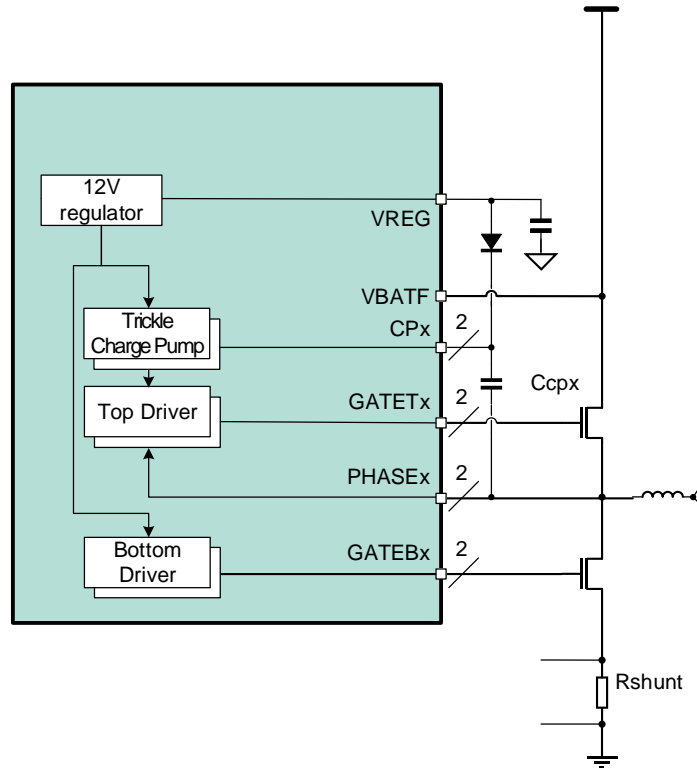 12V
regulator
VREG
VBATF
Trickle
Charge Pump
CPx
2
Ccpx
Top Driver
GATETx
2
PHASEx
2
Bottom
Driver
GATEBx
2
Rshunt